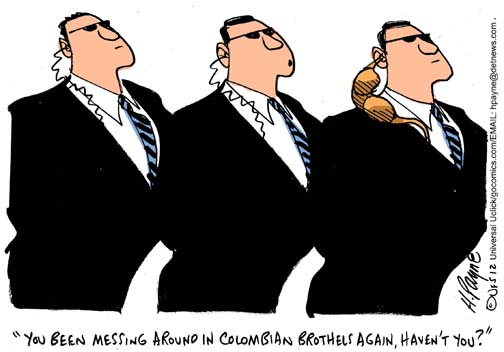 "YOU BEEN MESSING AROUND IN COLOMBIAN BROTHELS AGAIN, HAVEN'T YOU?"
H. Payne
©UFS 12 Universal Uclick/gocomics.com/EMAIL: hpayne@detnews.com .